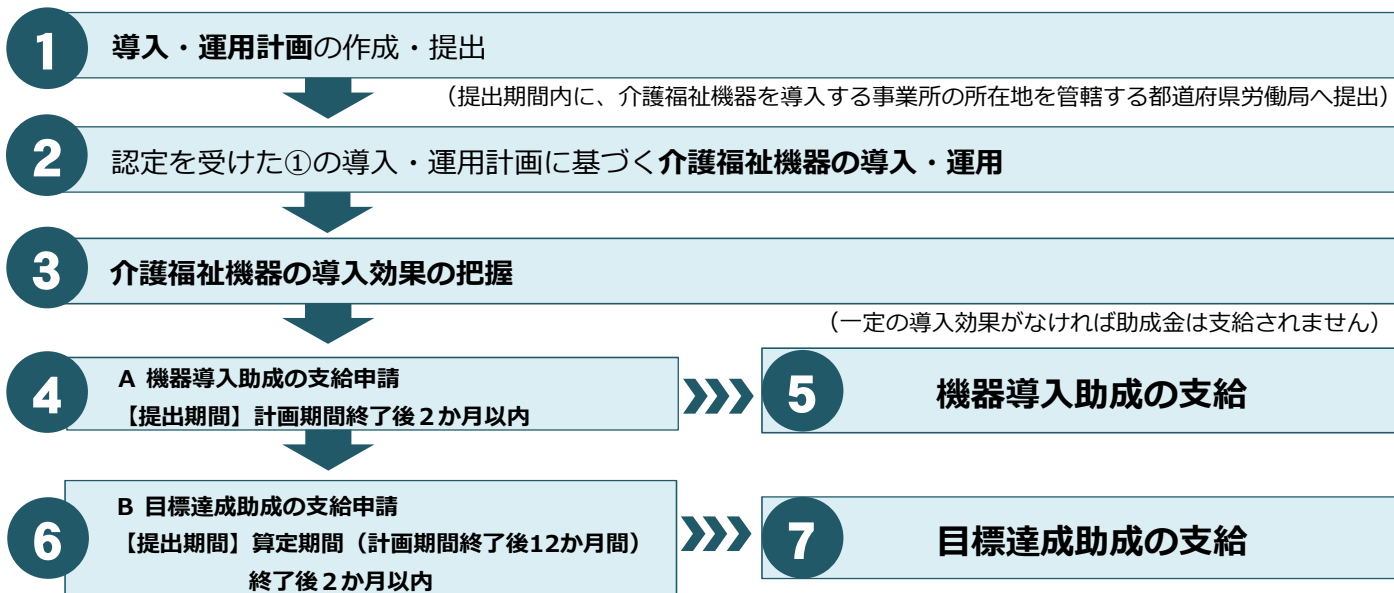 1
導入・運用計画の作成・提出
（提出期間内に、介護福祉機器を導入する事業所の所在地を管轄する都道府県労働局へ提出）
2
認定を受けた①の導入・運用計画に基づく介護福祉機器の導入・運用
3
介護福祉機器の導入効果の把握
（一定の導入効果がなければ助成金は支給されません）
4
A 機器導入助成の支給申請
【提出期間】計画期間終了後２か月以内
5
機器導入助成の支給
6
B 目標達成助成の支給申請
【提出期間】算定期間（計画期間終了後12か月間）
終了後２か月以内
7
目標達成助成の支給